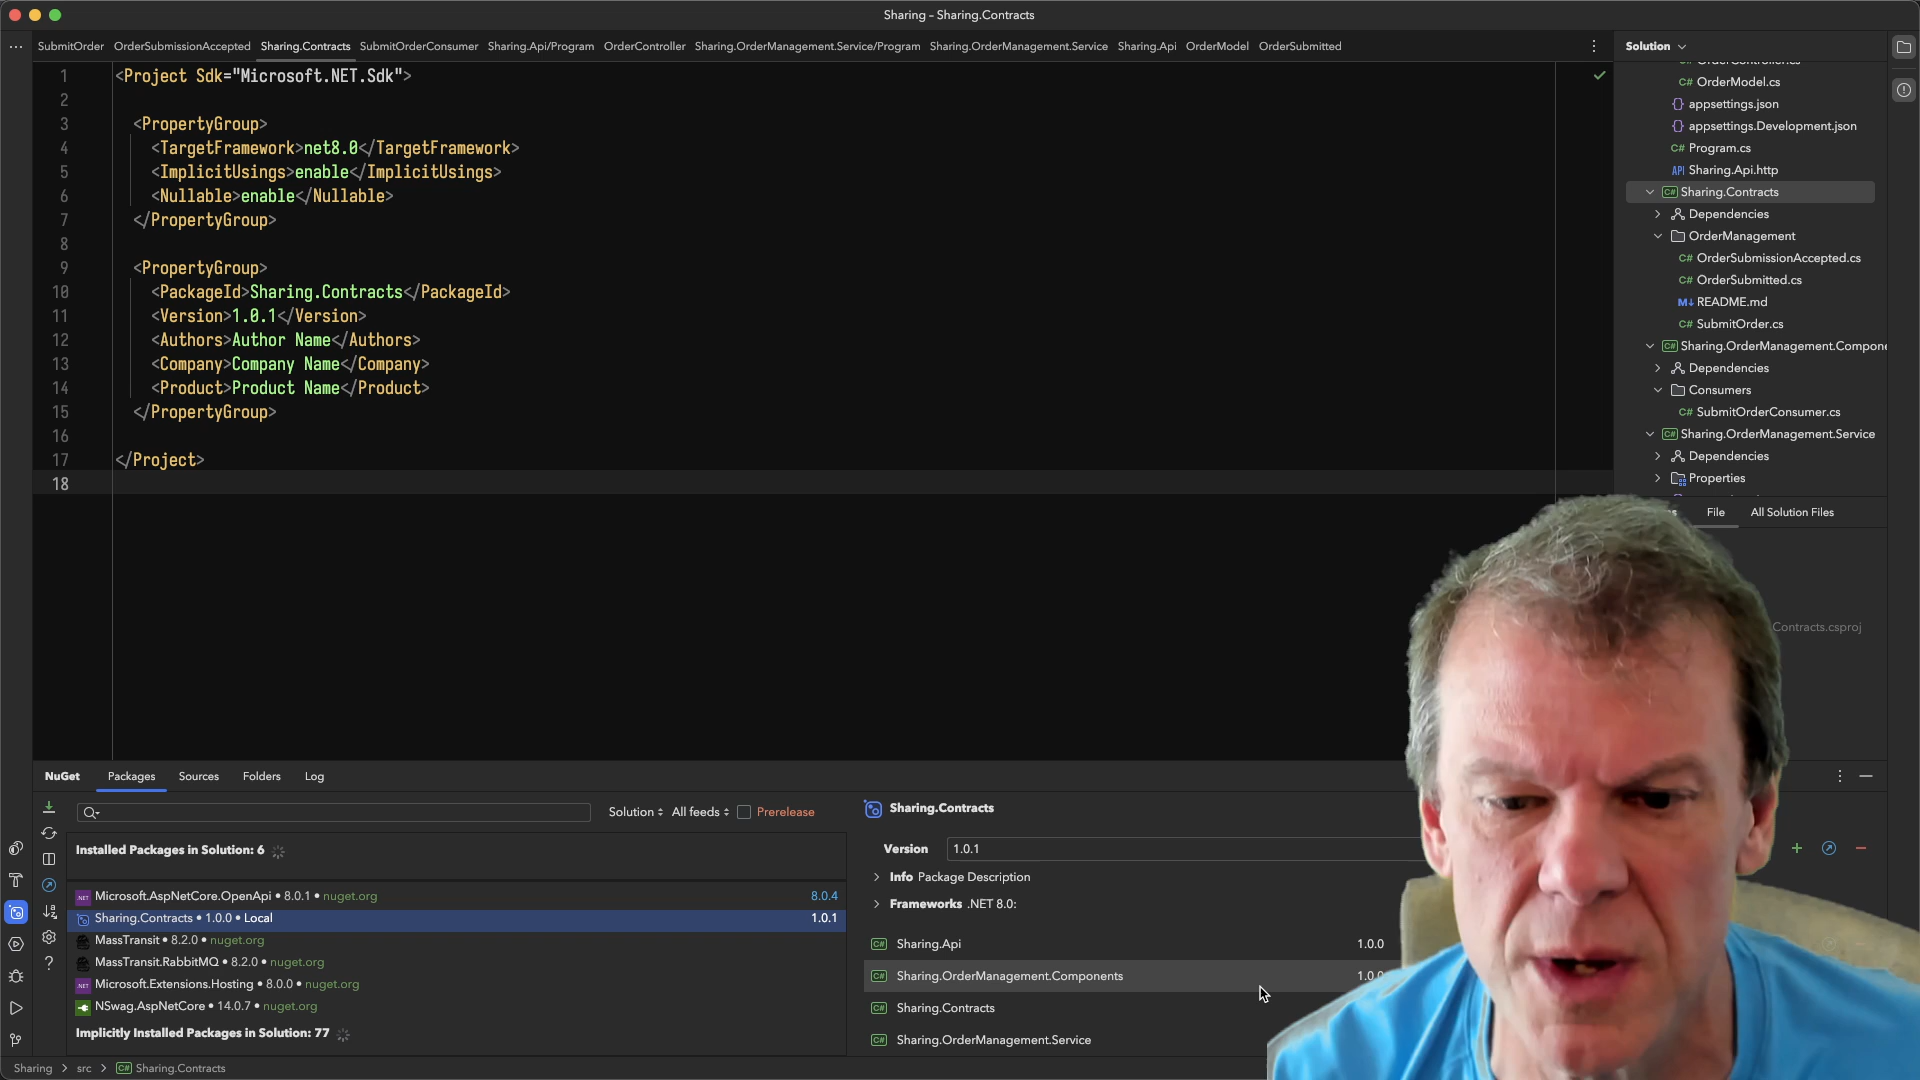 Sharing – Sharing.Contracts
SubmitOrder OrderSubmissionAccepted Sharing.Contracts SubmitOrderConsumer Sharing.Api/Program OrderController Sharing.OrderManagement.Service/Program Sharing.OrderManagement.Service Sharing.Api OrderModel OrderSubmitted
1 <Project Sdk="Microsoft.NET.Sdk">
2
3 <PropertyGroup>
4 <TargetFramework>net8.0</TargetFramework>
5 <ImplicitUsings>enable</ImplicitUsings>
6 <Nullable>enable</Nullable>
7 </PropertyGroup>
8
9 <PropertyGroup>
10 <PackageId>Sharing.Contracts</PackageId>
11 <Version>1.0.1</Version>
12 <Authors>Author Name</Authors>
13 <Company>Company Name</Company>
14 <Product>Product Name</Product>
15 </PropertyGroup>
16
17 </Project>
18
Solution
OrderController.cs
C# OrderModel.cs
{} appsettings.json
{} appsettings.Development.json
C# Program.cs
API Sharing.Api.http
C# Sharing.Contracts
Dependencies
OrderManagement
C# OrderSubmissionAccepted.cs
C# OrderSubmitted.cs
M↓ README.md
C# SubmitOrder.cs
C# Sharing.OrderManagement.Compone
Dependencies
Consumers
C# SubmitOrderConsumer.cs
C# Sharing.OrderManagement.Service
Dependencies
Properties
File All Solution Files
Contracts.csproj
NuGet Packages Sources Folders Log
Solution All feeds Prerelease
Installed Packages in Solution: 6
.NET Microsoft.AspNetCore.OpenApi • 8.0.1 • nuget.org 8.0.4
Sharing.Contracts • 1.0.0 • Local 1.0.1
MassTransit • 8.2.0 • nuget.org
MassTransit.RabbitMQ • 8.2.0 • nuget.org
.NET Microsoft.Extensions.Hosting • 8.0.0 • nuget.org
NSwag.AspNetCore • 14.0.7 • nuget.org
Implicitly Installed Packages in Solution: 77
Sharing.Contracts
Version 1.0.1
Info Package Description
Frameworks .NET 8.0:
C# Sharing.Api 1.0.0
C# Sharing.OrderManagement.Components 1.0.0
C# Sharing.Contracts
C# Sharing.OrderManagement.Service
Sharing > src > C# Sharing.Contracts